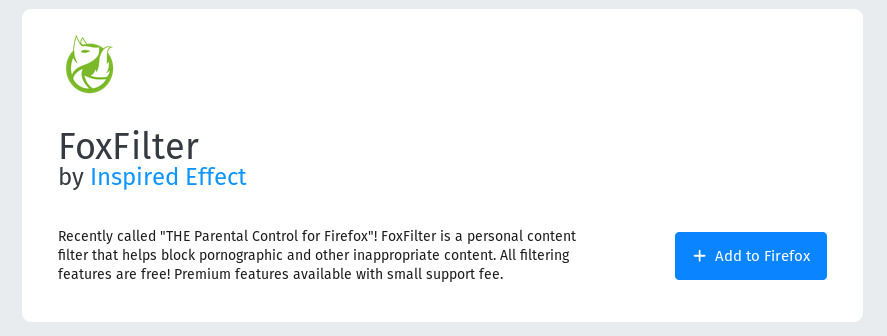 FoxFilter
by Inspired Effect
Recently called "THE Parental Control for Firefox"! FoxFilter is a personal content
filter that helps block pornographic and other inappropriate content. All filtering
features are free! Premium features available with small support fee.
+ Add to Firefox